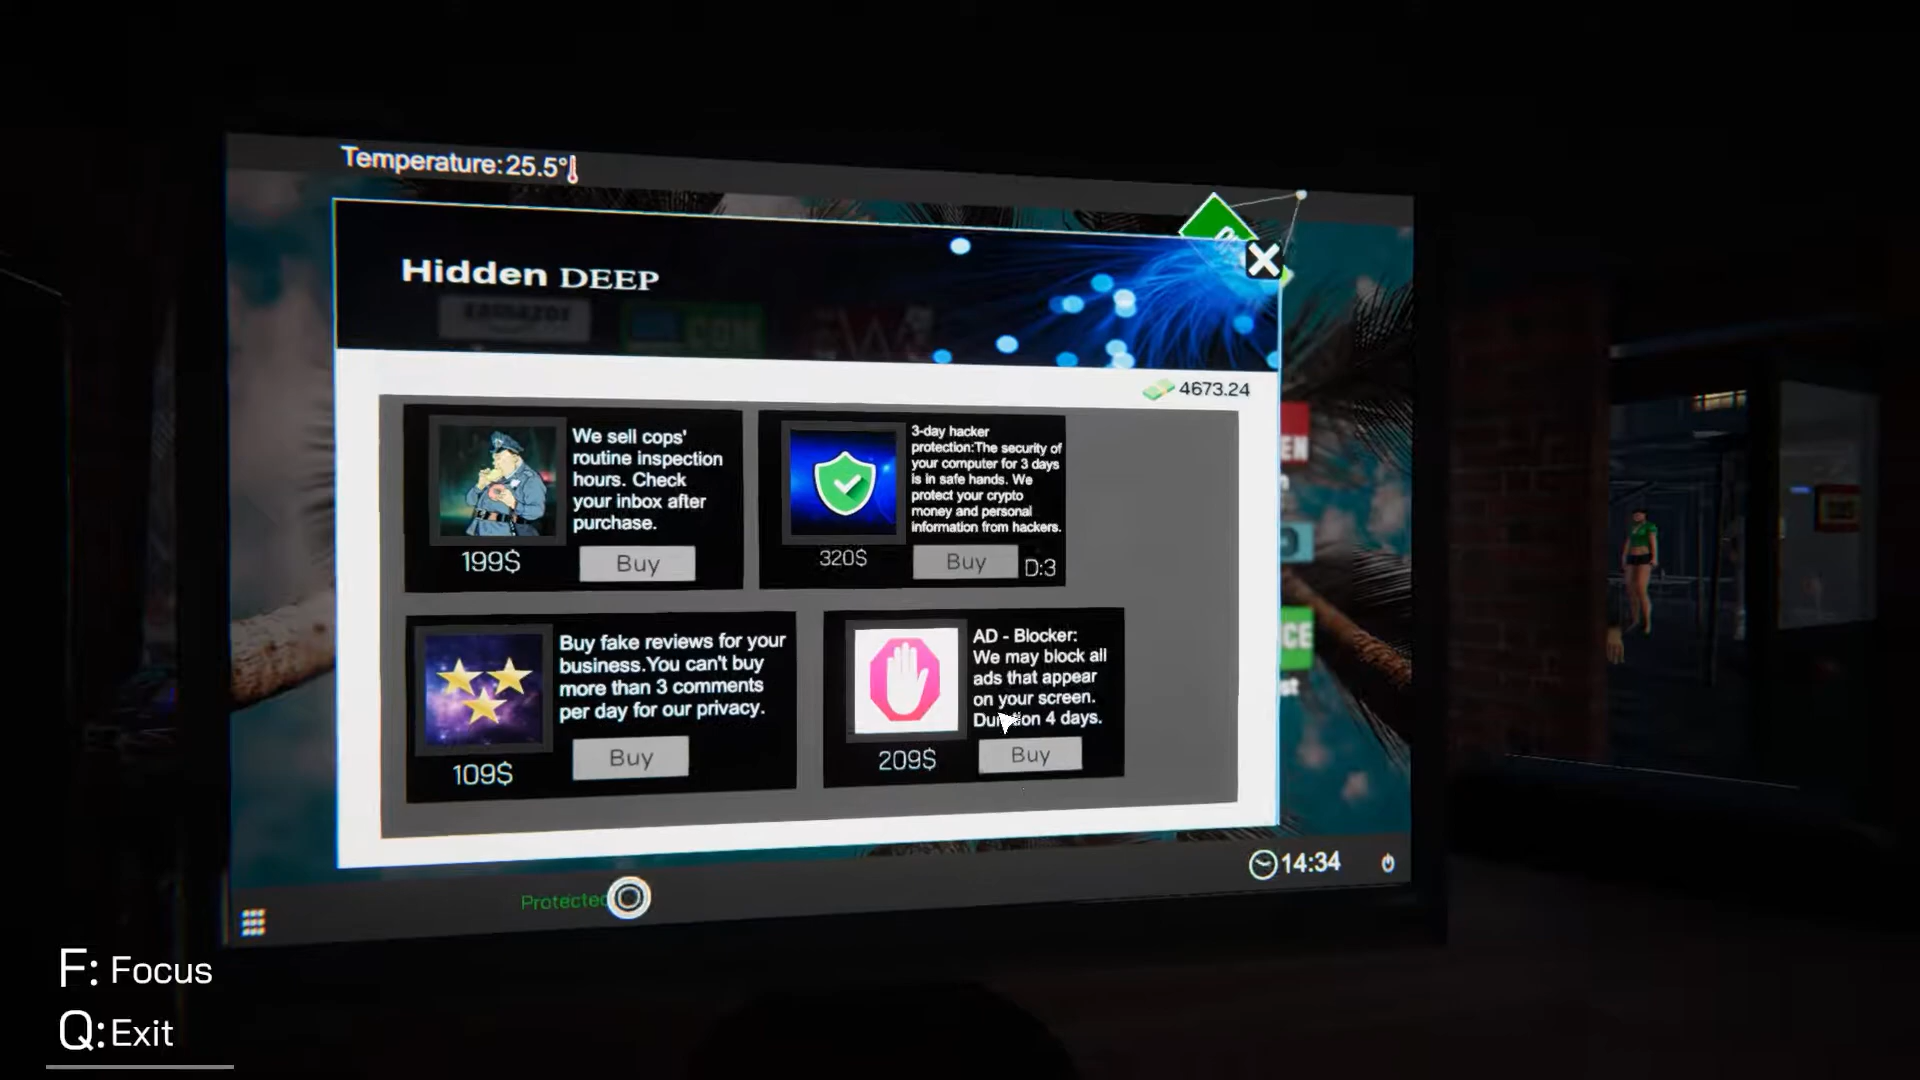 Temperature:25.5°
Hidden DEEP
4673.24
We sell cops'
routine inspection
hours. Check
your inbox after
purchase.
199$
Buy
3-day hacker
protection:The security of
your computer for 3 days
is in safe hands. We
protect your crypto
money and personal
information from hackers.
320$
Buy
D:3
Buy fake reviews for your
business.You can't buy
more than 3 comments
per day for our privacy.
109$
Buy
AD - Blocker:
We may block all
ads that appear
on your screen.
4 days.
209$
Buy
Protected
14:34
F: Focus
Q: Exit